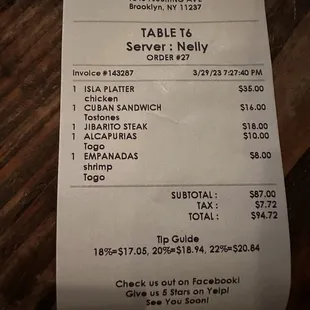 Brooklyn, NY 11237
TABLE T6
Server : Nelly
ORDER #27
Invoice #143287 3/29/23 7:27:40 PM
1 ISLA PLATTER $35.00
chicken
1 CUBAN SANDWICH $16.00
Tostones
1 JIBARITO STEAK $18.00
1 ALCAPURIAS $10.00
Togo
1 EMPANADAS $8.00
shrimp
Togo
SUBTOTAL : $87.00
TAX : $7.72
TOTAL : $94.72
Tip Guide
18%=$17.05, 20%=$18.94, 22%=$20.84
Check us out on Facebook!
Give us 5 Stars on Yelp!
See You Soon!